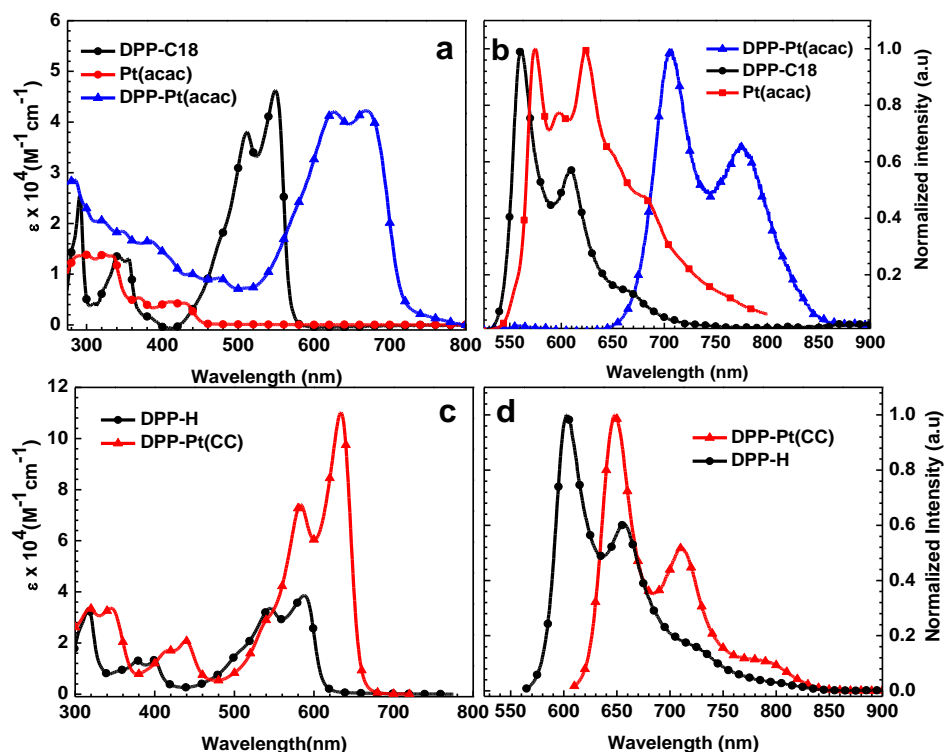 a
DPP-C18
Pt(acac)
DPP-Pt(acac)
ε x 10⁴(M⁻¹cm⁻¹)
7
6
5
4
3
2
1
0
300 400 500 600 700 800
Wavelength (nm)
b
DPP-Pt(acac)
DPP-C18
Pt(acac)
1.0
0.8
0.6
0.4
0.2
Normalized intensity (a.u)
550 600 650 700 750 800 850 900
Wavelength (nm)
c
DPP-H
DPP-Pt(CC)
ε x 10⁴(M⁻¹cm⁻¹)
12
10
8
6
4
2
0
300 400 500 600 700 800
Wavelength(nm)
d
DPP-Pt(CC)
DPP-H
1.0
0.8
0.6
0.4
0.2
0.0
Normalized Intensity (a.u)
550 600 650 700 750 800 850 900
Wavelength (nm)